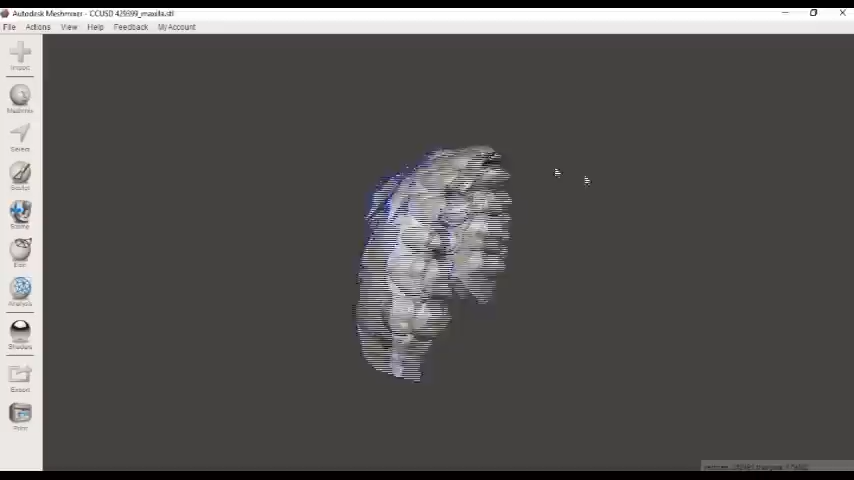 Autodesk Meshmixer - CCUSD 429399_maxilla.stl
File Actions View Help Feedback My Account
Import
Meshmix
Select
Sculpt
Stamp
Edit
Analysis
Shaders
Export
Print